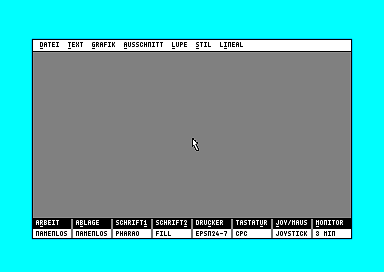 DATEI TEXT GRAFIK AUSSCHNITT LUPE STIL LINEAL
ARBEIT ABLAGE SCHRIFT1 SCHRIFT2 DRUCKER TASTATUR JOY/MAUS MONITOR
NAMENLOS NAMENLOS PHARAO FILL EPSN24-7 CPC JOYSTICK 3 MIN